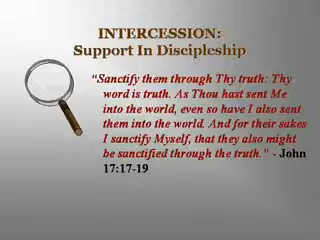 INTERCESSION:
Support In Discipleship
"Sanctify them through Thy truth: Thy
word is truth. As Thou hast sent Me
into the world, even so have I also sent
them into the world. And for their sakes
I sanctify Myself, that they also might
be sanctified through the truth." - John
17:17-19